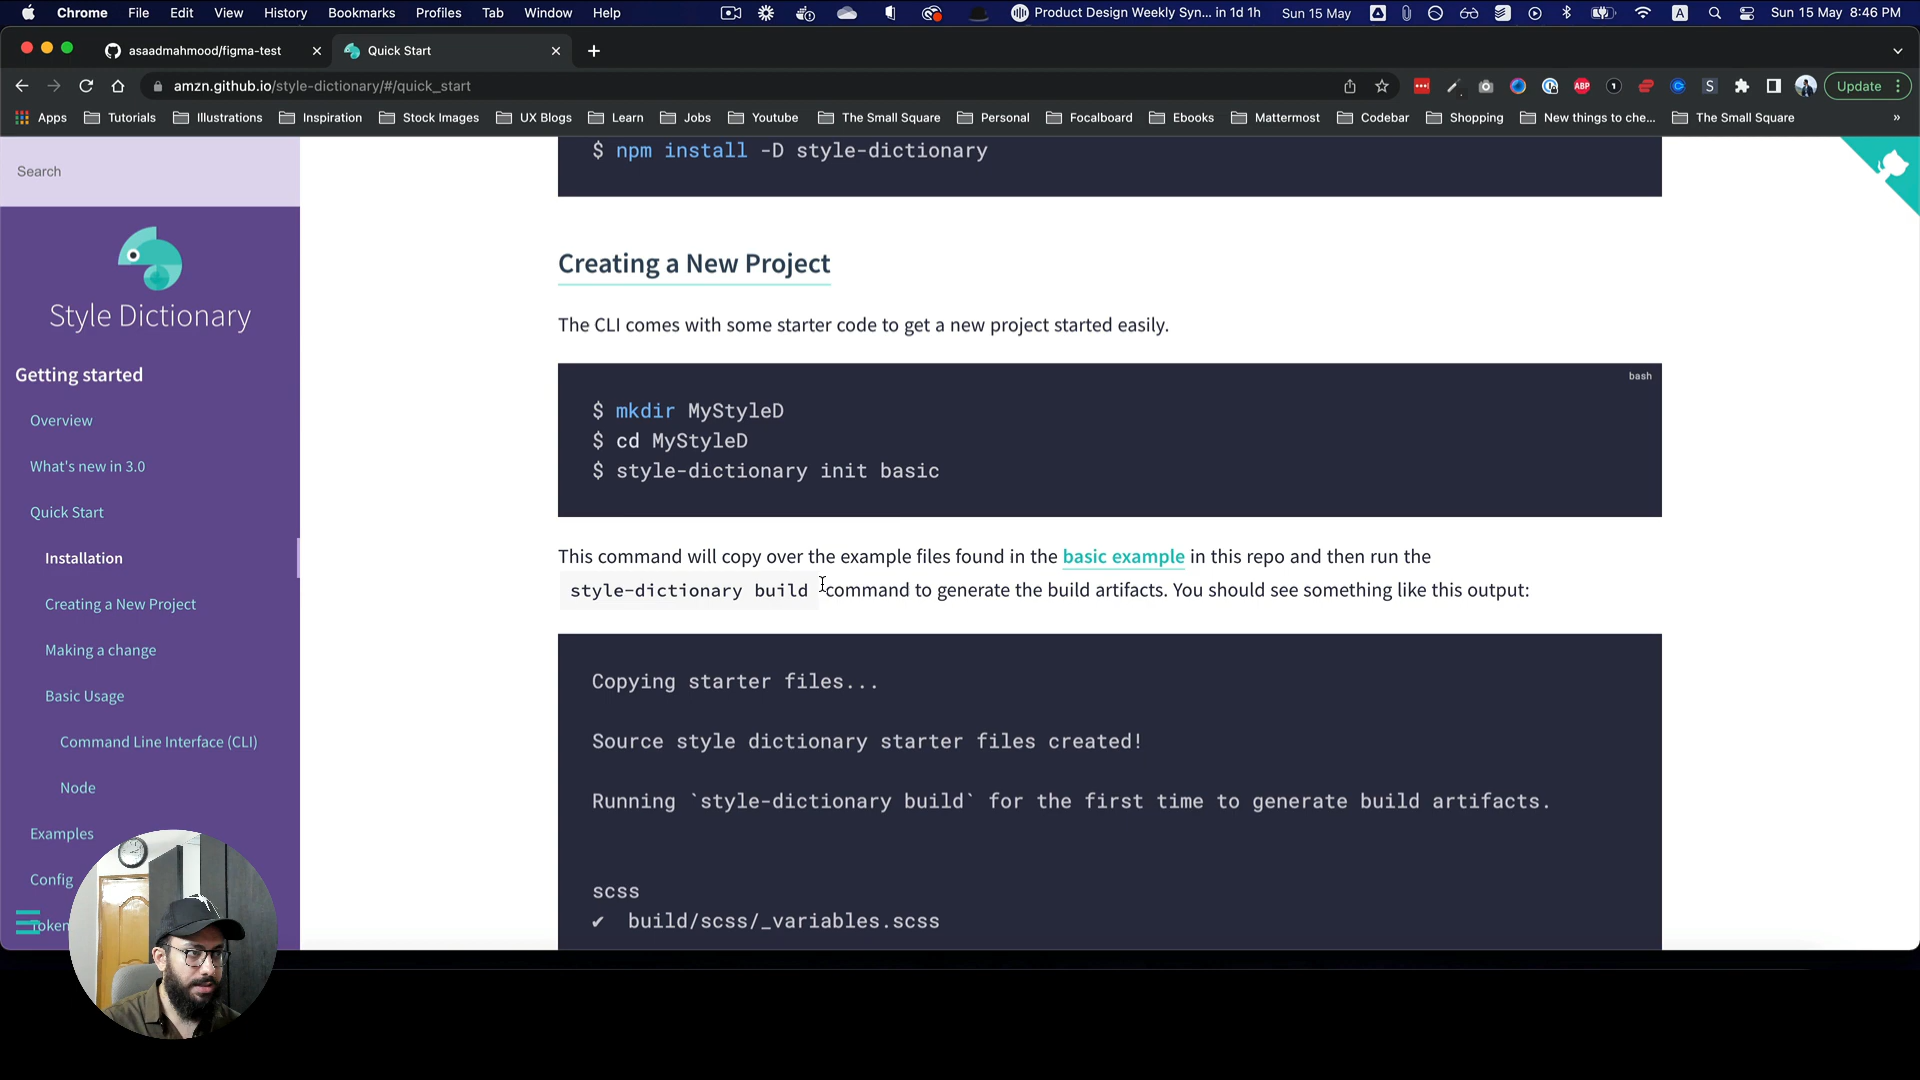 Chrome File Edit View History Bookmarks Profiles Tab Window Help Product Design Weekly Syn... in 1d 1h Sun 15 May A Sun 15 May 8:46 PM
asaadmahmood/figma-test Quick Start
amzn.github.io/style-dictionary/#/quick_start ABP S Update
Apps Tutorials Illustrations Inspiration Stock Images UX Blogs Learn Jobs Youtube The Small Square Personal Focalboard Ebooks Mattermost Codebar Shopping New things to che... The Small Square »
Search
Style Dictionary
Getting started
Overview
What's new in 3.0
Quick Start
Installation
Creating a New Project
Making a change
Basic Usage
Command Line Interface (CLI)
Node
Examples
Config
Token
$ npm install -D style-dictionary
Creating a New Project
The CLI comes with some starter code to get a new project started easily.
bash
$ mkdir MyStyleD
$ cd MyStyleD
$ style-dictionary init basic
This command will copy over the example files found in the basic example in this repo and then run the
style-dictionary build command to generate the build artifacts. You should see something like this output:
Copying starter files...
Source style dictionary starter files created!
Running `style-dictionary build` for the first time to generate build artifacts.
scss
✔ build/scss/_variables.scss